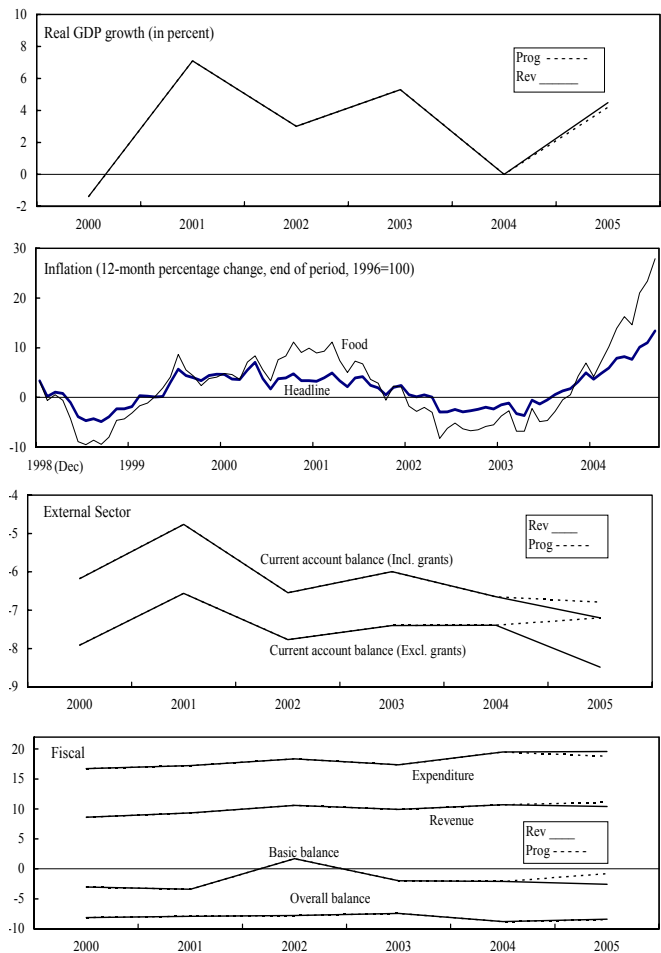 10
Real GDP growth (in percent)
8
Prog - - - - - -
6
Rev ______
4
2
0
-2
2000 2001 2002 2003 2004 2005
30
Inflation (12-month percentage change, end of period, 1996=100)
20
10
Food
Headline
0
-10
1998 (Dec) 1999 2000 2001 2002 2003 2004
-4
External Sector
Rev ____
-5
Prog - - - - -
Current account balance (Incl. grants)
-6
-7
-8
Current account balance (Excl. grants)
-9
2000 2001 2002 2003 2004 2005
20
Fiscal
15
Expenditure
10
Revenue
5
Rev ____
Prog - - - - -
Basic balance
0
-5
Overall balance
-10
2000 2001 2002 2003 2004 2005